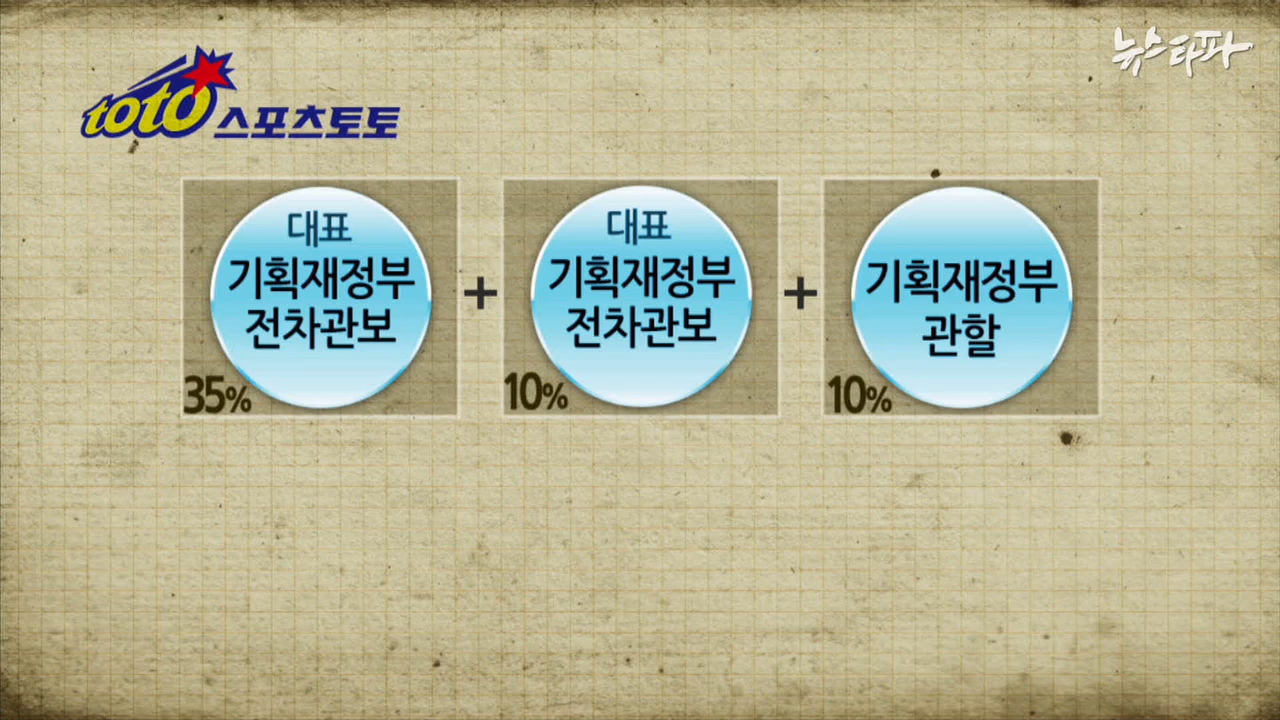 뉴스타파
toto 스포츠토토
대표
기획재정부
전차관보
35%
+
대표
기획재정부
전차관보
10%
+
기획재정부
관할
10%